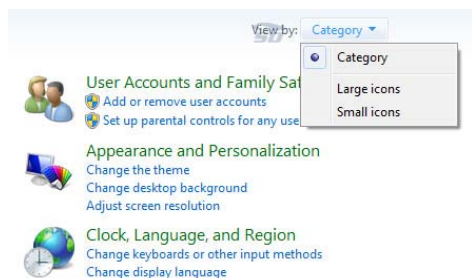 View by: Category
Category
Large icons
Small icons
User Accounts and Family Saf
Add or remove user accounts
Set up parental controls for any use
Appearance and Personalization
Change the theme
Change desktop background
Adjust screen resolution
Clock, Language, and Region
Change keyboards or other input methods
Change display language